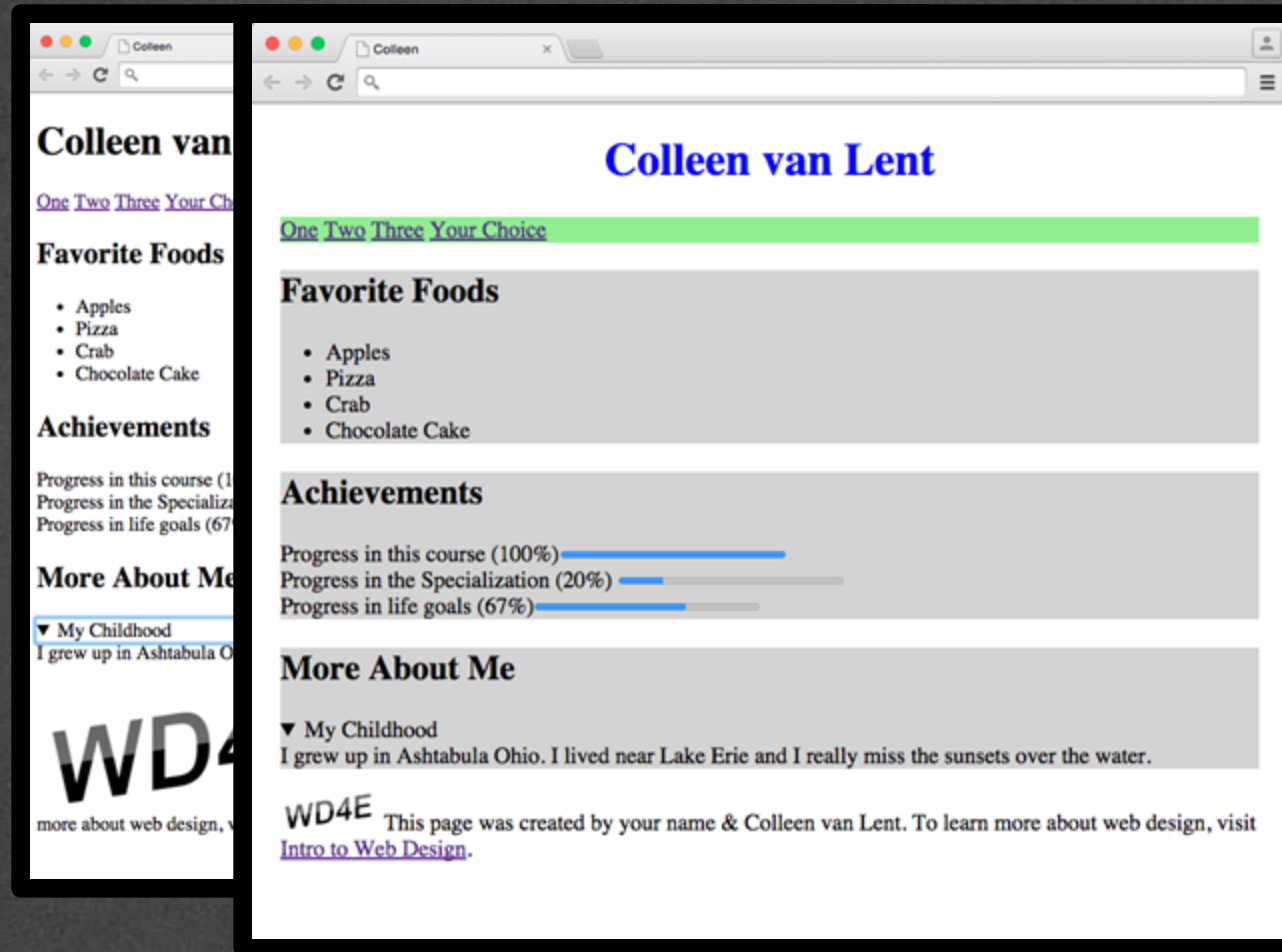 Colleen
Colleen van
One Two Three Your Ch
Favorite Foods
• Apples
• Pizza
• Crab
• Chocolate Cake
Achievements
Progress in this course (1
Progress in the Specializa
Progress in life goals (67
More About Me
▼ My Childhood
I grew up in Ashtabula O
WD4
more about web design, v
Colleen
Colleen van Lent
One Two Three Your Choice
Favorite Foods
• Apples
• Pizza
• Crab
• Chocolate Cake
Achievements
Progress in this course (100%)
Progress in the Specialization (20%)
Progress in life goals (67%)
More About Me
▼ My Childhood
I grew up in Ashtabula Ohio. I lived near Lake Erie and I really miss the sunsets over the water.
WD4E This page was created by your name & Colleen van Lent. To learn more about web design, visit
Intro to Web Design.